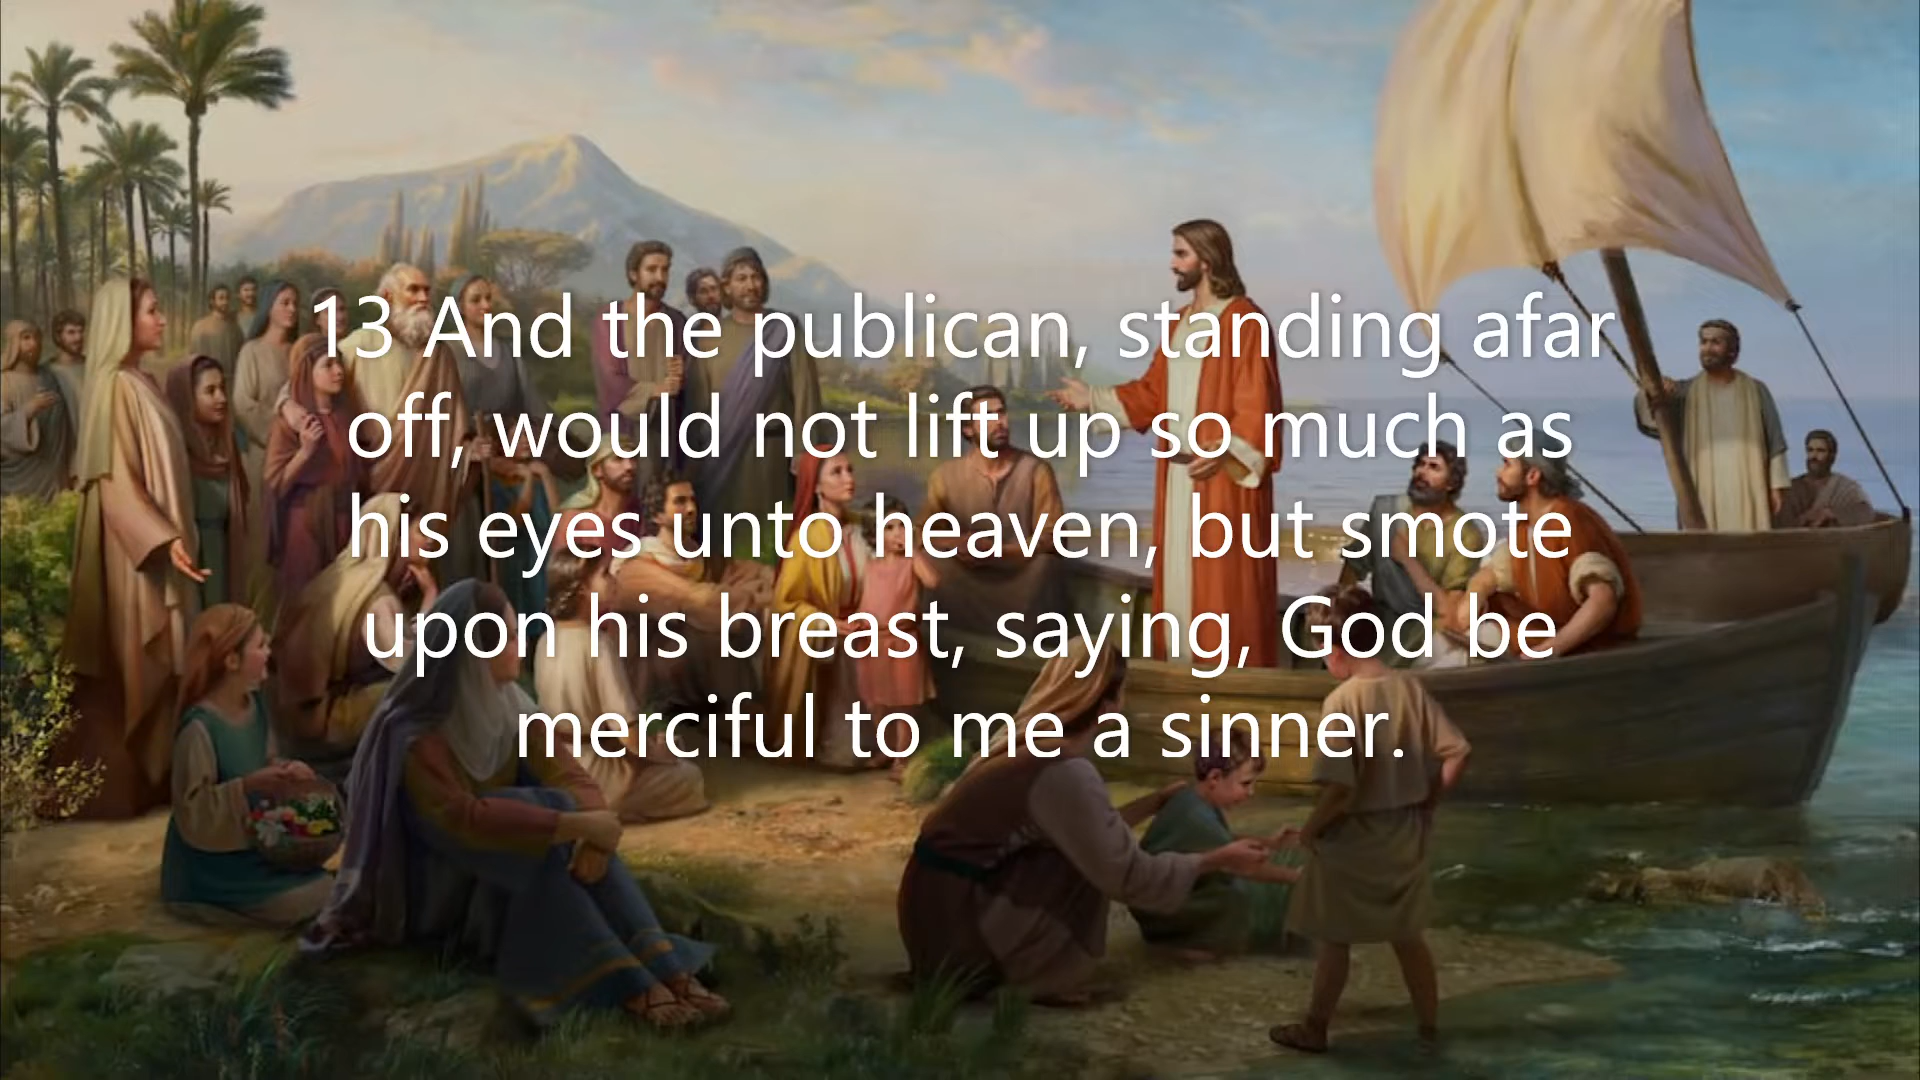 13 And the publican, standing afar
off, would not lift up so much as
his eyes unto heaven, but smote
upon his breast, saying, God be
merciful to me a sinner.